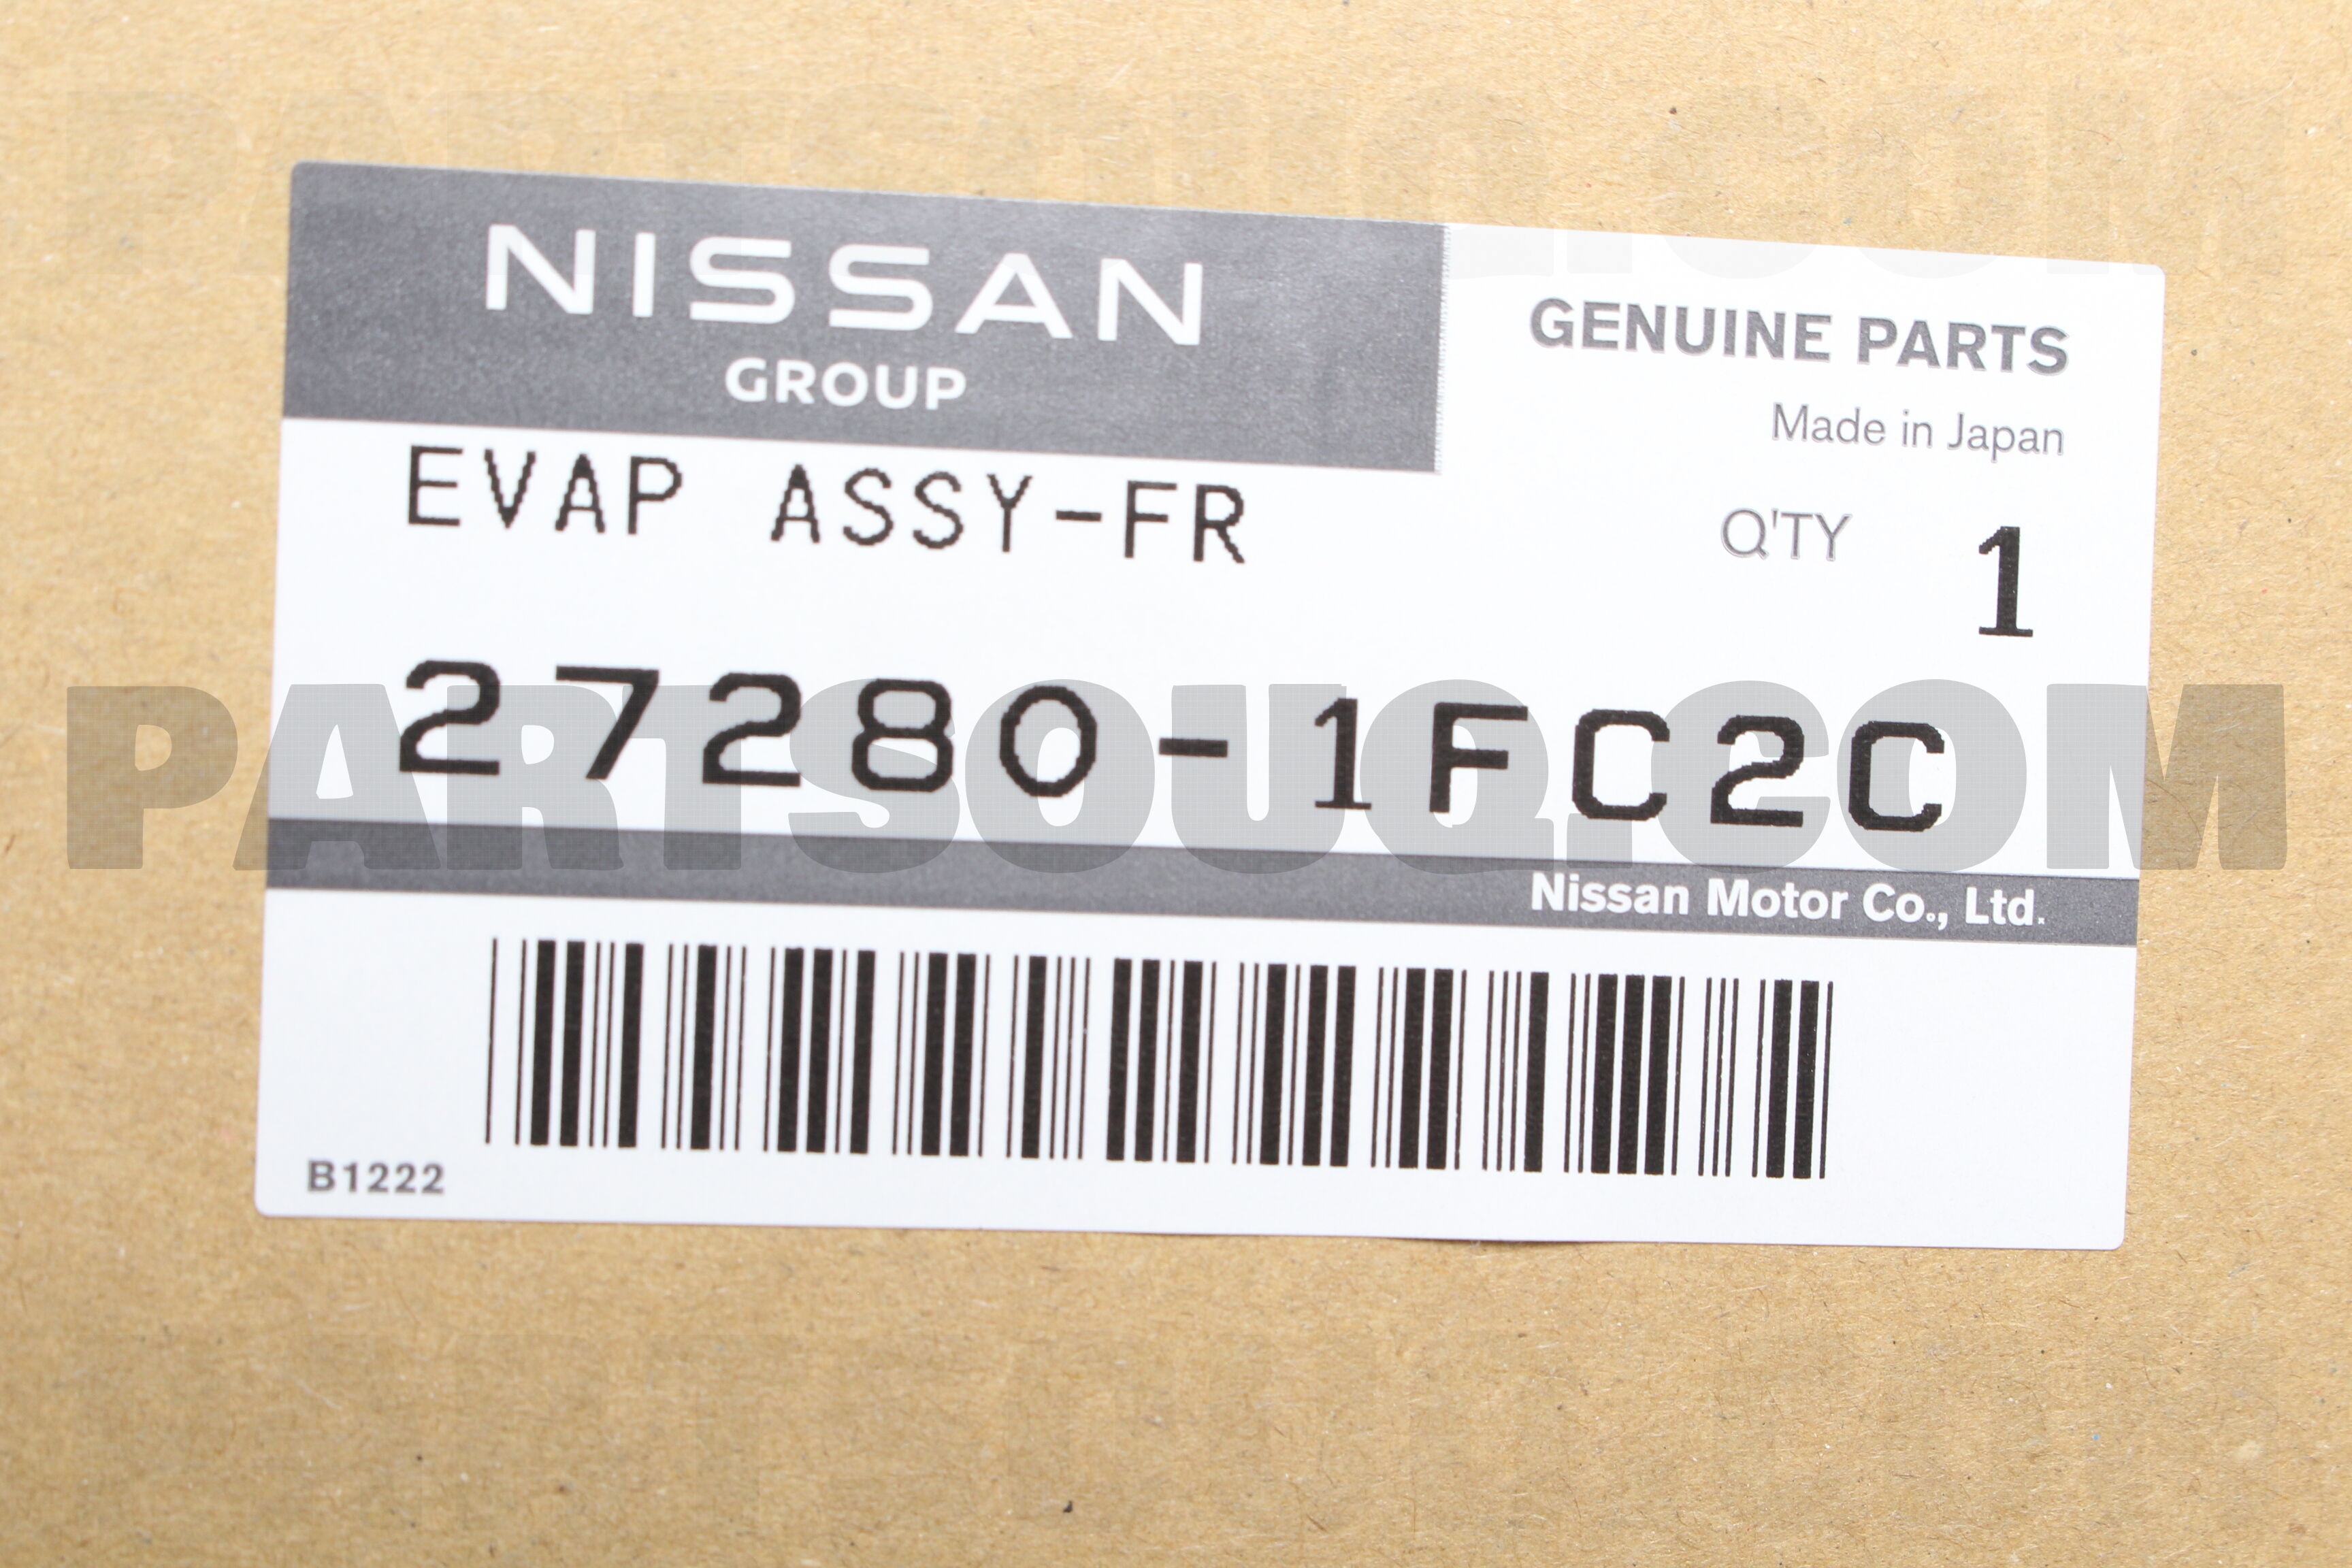 NISSAN
GROUP
GENUINE PARTS
Made in Japan
EVAP ASSY-FR
Q'TY 1
27280-1FC2C
PARTSOUQ.COM
Nissan Motor Co., Ltd.
B1222